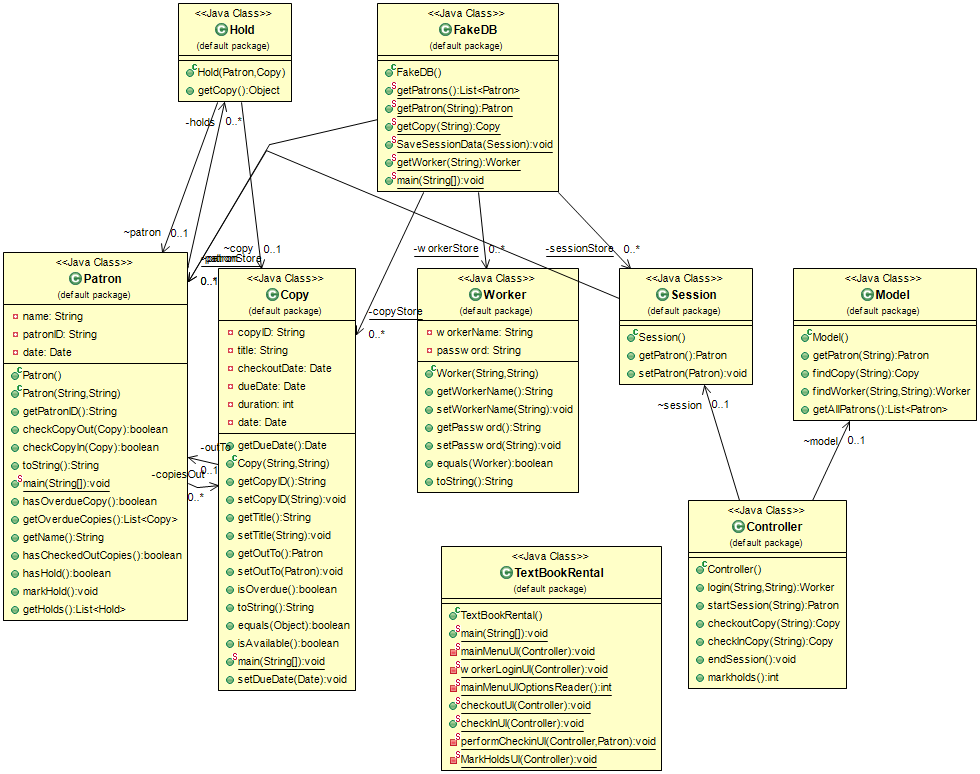 <<Java Class>>
Hold
(default package)
Hold(Patron,Copy)
getCopy():Object
<<Java Class>>
FakeDB
(default package)
FakeDB()
getPatrons():List<Patron>
getPatron(String):Patron
getCopy(String):Copy
SaveSessionData(Session):void
getWorker(String):Worker
main(String[]):void
-holds
0..*
~patron
0..1
~copy
0..1
-patronStore
0..1
-workerStore
0..*
-sessionStore
0..*
-copyStore
0..*
<<Java Class>>
Patron
(default package)
name: String
patronID: String
date: Date
Patron()
Patron(String,String)
getPatronID():String
checkCopyOut(Copy):boolean
checkCopyIn(Copy):boolean
toString():String
main(String[]):void
hasOverdueCopy():boolean
getOverdueCopies():List<Copy>
getName():String
hasCheckedOutCopies():boolean
hasHold():boolean
markHold():void
getHolds():List<Hold>
-outTo
0..1
-copiesOut
0..*
<<Java Class>>
Copy
(default package)
copyID: String
title: String
checkoutDate: Date
dueDate: Date
duration: int
date: Date
getDueDate():Date
Copy(String,String)
getCopyID():String
setCopyID(String):void
getTitle():String
setTitle(String):void
getOutTo():Patron
setOutTo(Patron):void
isOverdue():boolean
toString():String
equals(Object):boolean
isAvailable():boolean
main(String[]):void
setDueDate(Date):void
<<Java Class>>
Worker
(default package)
workerName: String
password: String
Worker(String,String)
getWorkerName():String
setWorkerName(String):void
getPassword():String
setPassword(String):void
equals(Worker):boolean
toString():String
<<Java Class>>
Session
(default package)
Session()
getPatron():Patron
setPatron(Patron):void
<<Java Class>>
Model
(default package)
Model()
getPatron(String):Patron
findCopy(String):Copy
findWorker(String,String):Worker
getAllPatrons():List<Patron>
~session
0..1
~model
0..1
<<Java Class>>
Controller
(default package)
Controller()
login(String,String):Worker
startSession(String):Patron
checkoutCopy(String):Copy
checkInCopy(String):Copy
endSession():void
markholds():int
<<Java Class>>
TextBookRental
(default package)
TextBookRental()
main(String[]):void
mainMenuUI(Controller):void
workerLoginUI(Controller):void
mainMenuUIOptionsReader():int
checkoutUI(Controller):void
checkInUI(Controller):void
performCheckinUI(Controller,Patron):void
MarkHoldsUI(Controller):void